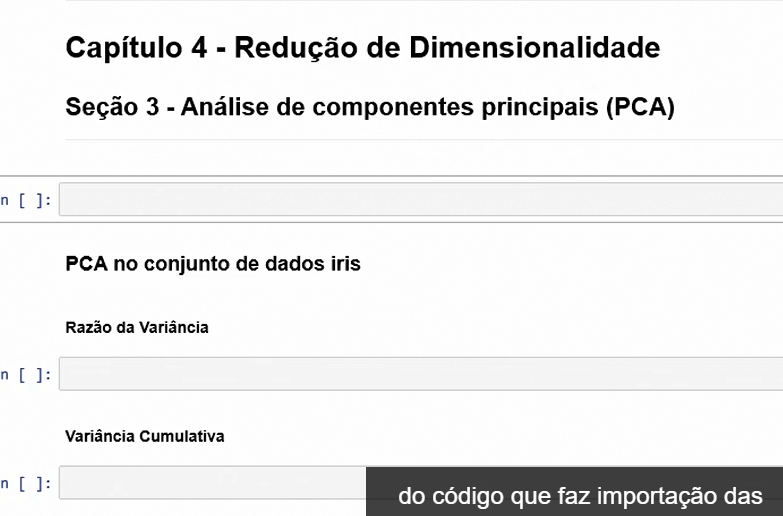 Capítulo 4 - Redução de Dimensionalidade
Seção 3 - Análise de componentes principais (PCA)
n [ ]:
PCA no conjunto de dados iris
Razão da Variância
n [ ]:
Variância Cumulativa
n [ ]:
do código que faz importação das